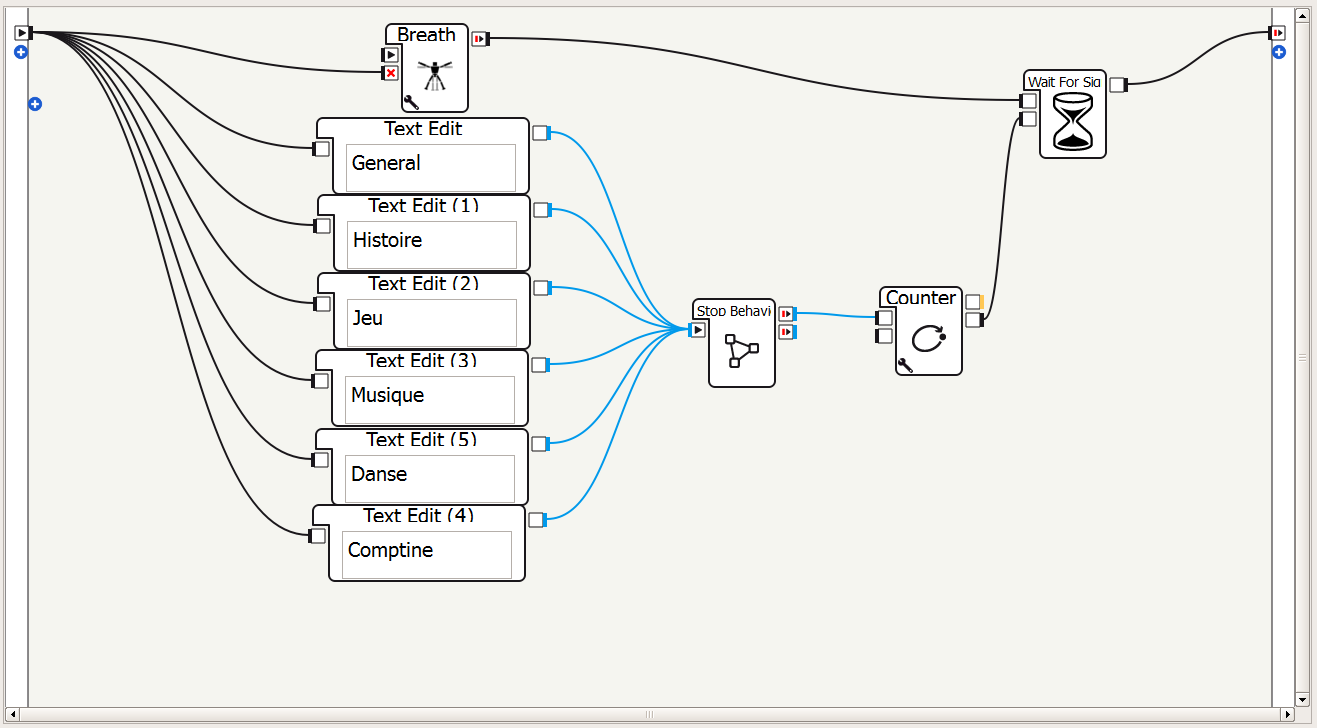 Breath
Wait For Sig
Text Edit
General
Text Edit (1)
Histoire
Text Edit (2)
Jeu
Stop Behavi
Counter
Text Edit (3)
Musique
Text Edit (5)
Danse
Text Edit (4)
Comptine